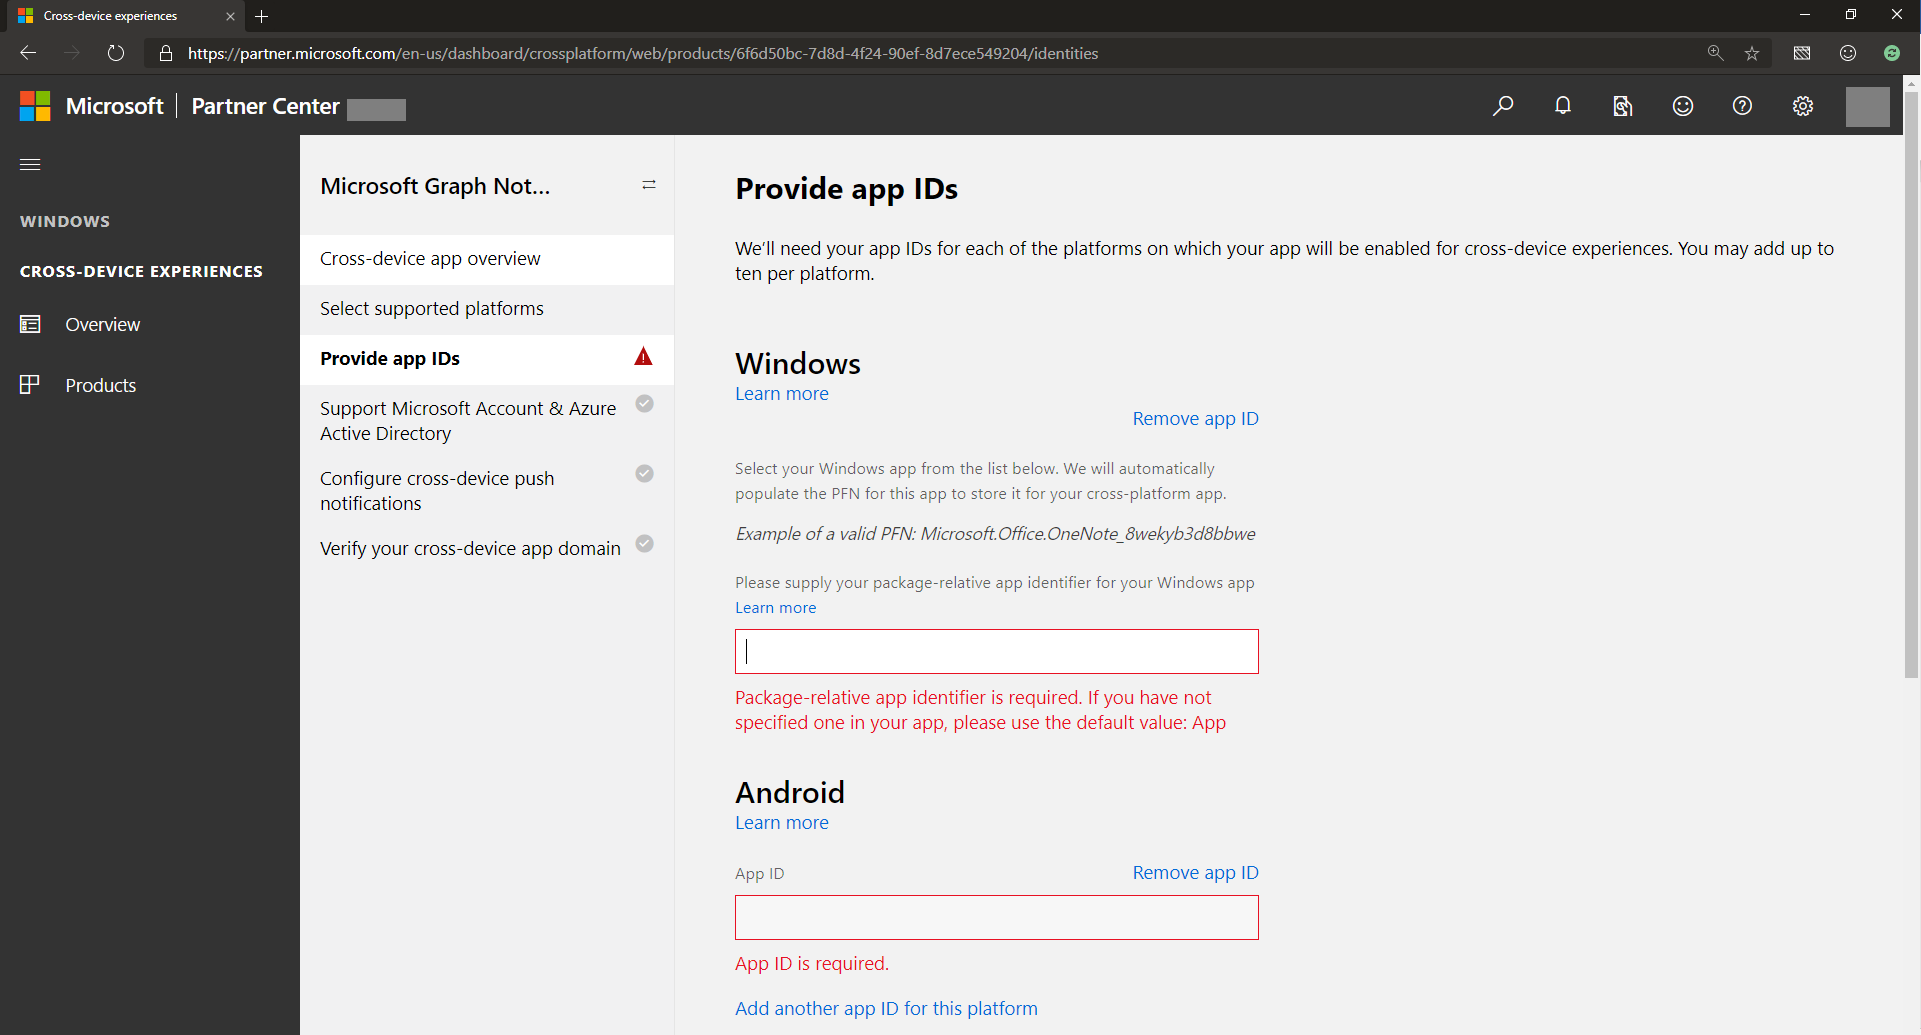 Cross-device experiences
https://partner.microsoft.com/en-us/dashboard/crossplatform/web/products/6f6d50bc-7d8d-4f24-90ef-8d7ece549204/identities
Microsoft | Partner Center
WINDOWS
CROSS-DEVICE EXPERIENCES
Overview
Products
Microsoft Graph Not...
Cross-device app overview
Select supported platforms
Provide app IDs
Support Microsoft Account & Azure
Active Directory
Configure cross-device push
notifications
Verify your cross-device app domain
Provide app IDs
We'll need your app IDs for each of the platforms on which your app will be enabled for cross-device experiences. You may add up to
ten per platform.
Windows
Learn more
Remove app ID
Select your Windows app from the list below. We will automatically
populate the PFN for this app to store it for your cross-platform app.
Example of a valid PFN: Microsoft.Office.OneNote_8wekyb3d8bbwe
Please supply your package-relative app identifier for your Windows app
Learn more
Package-relative app identifier is required. If you have not
specified one in your app, please use the default value: App
Android
Learn more
App ID
Remove app ID
App ID is required.
Add another app ID for this platform